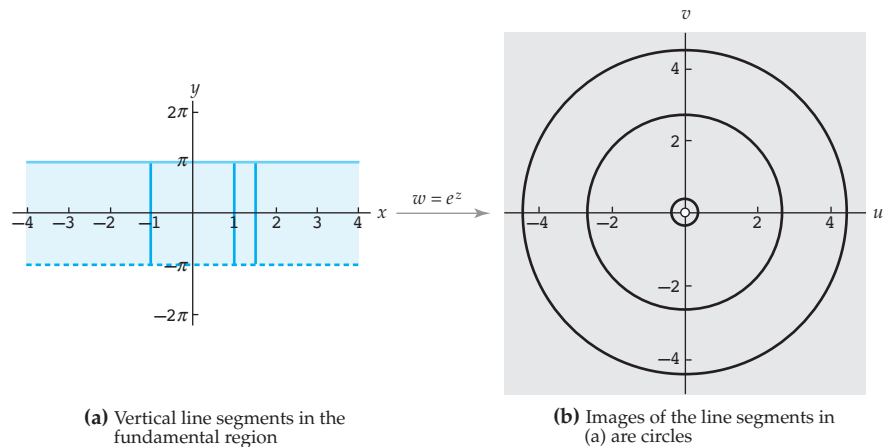 y
2π
π
−4 −3 −2 −1 1 2 3 4 x
−π
−2π
w = e^z
v
4
2
−4 −2 2 4 u
−2
−4
(a) Vertical line segments in the
fundamental region
(b) Images of the line segments in
(a) are circles